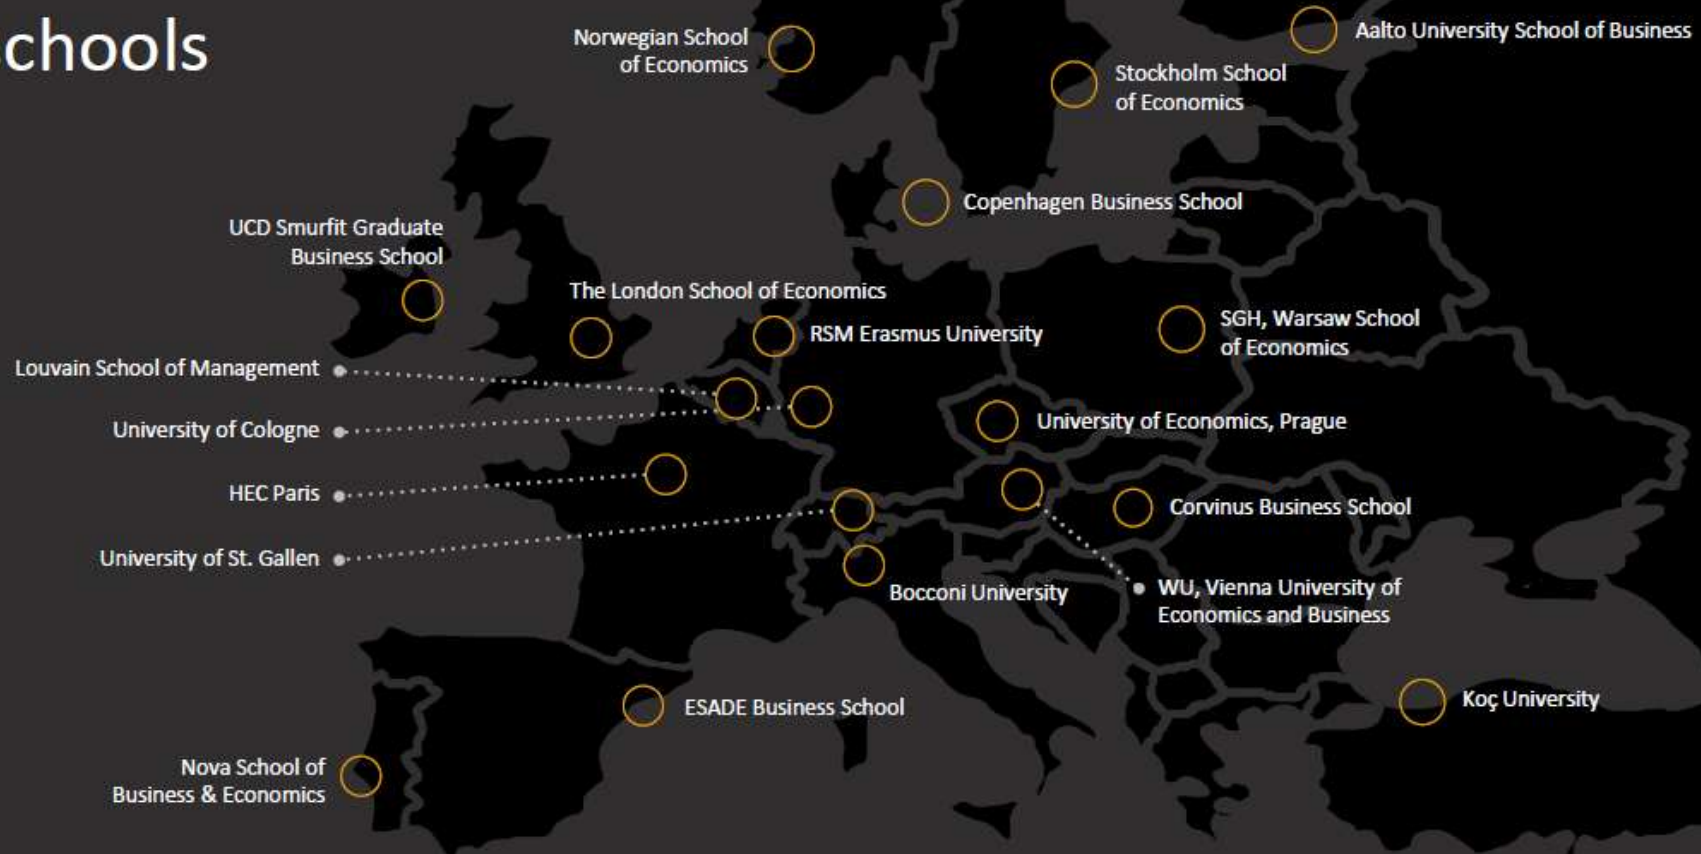 chools
Norwegian School
of Economics
Aalto University School of Business
Stockholm School
of Economics
Copenhagen Business School
UCD Smurfit Graduate
Business School
The London School of Economics
RSM Erasmus University
SGH, Warsaw School
of Economics
Louvain School of Management
University of Cologne
University of Economics, Prague
HEC Paris
Corvinus Business School
University of St. Gallen
Bocconi University
WU, Vienna University of
Economics and Business
ESADE Business School
Koç University
Nova School of
Business & Economics